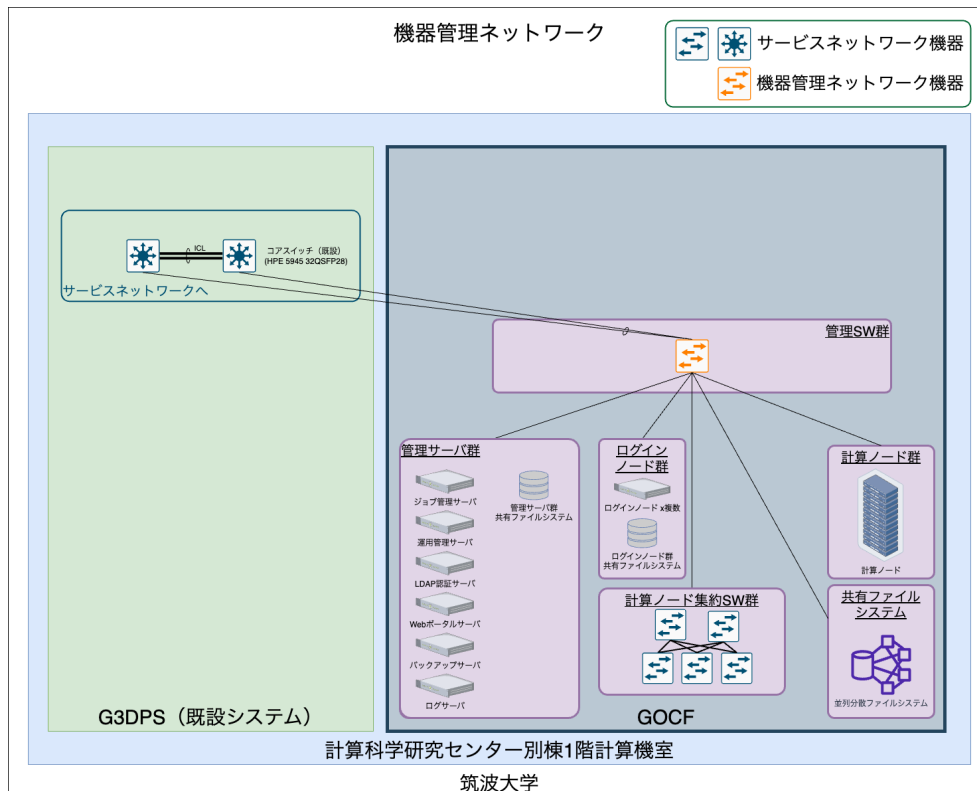 機器管理ネットワーク
サービスネットワーク機器
機器管理ネットワーク機器
ICL
コアスイッチ（既設）
(HPE 5945 32QSFP28)
サービスネットワークへ
管理SW群
管理サーバ群
ジョブ管理サーバ
運用管理サーバ
LDAP認証サーバ
Webポータルサーバ
バックアップサーバ
ログサーバ
管理サーバ群
共有ファイルシステム
ログイン
ノード群
ログインノード x複数
ログインノード群
共有ファイルシステム
計算ノード集約SW群
計算ノード群
計算ノード
共有ファイル
システム
並列分散ファイルシステム
G3DPS（既設システム）
GOCF
計算科学研究センター別棟1階計算機室
筑波大学